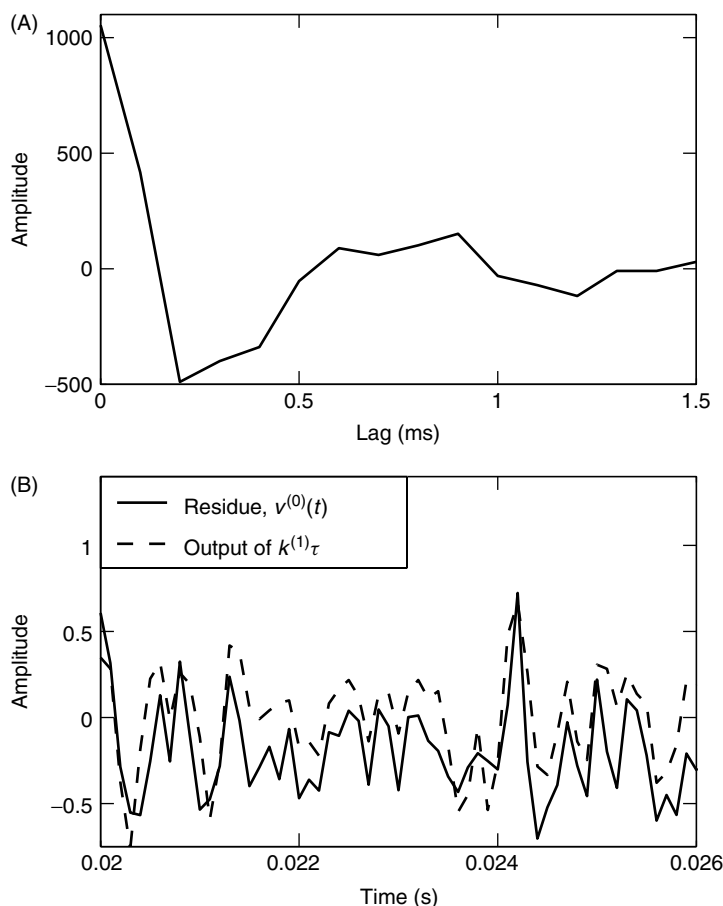 (A)
1000
500
0
−500
Amplitude
0
0.5
1
1.5
Lag (ms)
(B)
Residue, v(0)(t)
Output of k(1)τ
1
0.5
0
−0.5
Amplitude
0.02
0.022
0.024
0.026
Time (s)